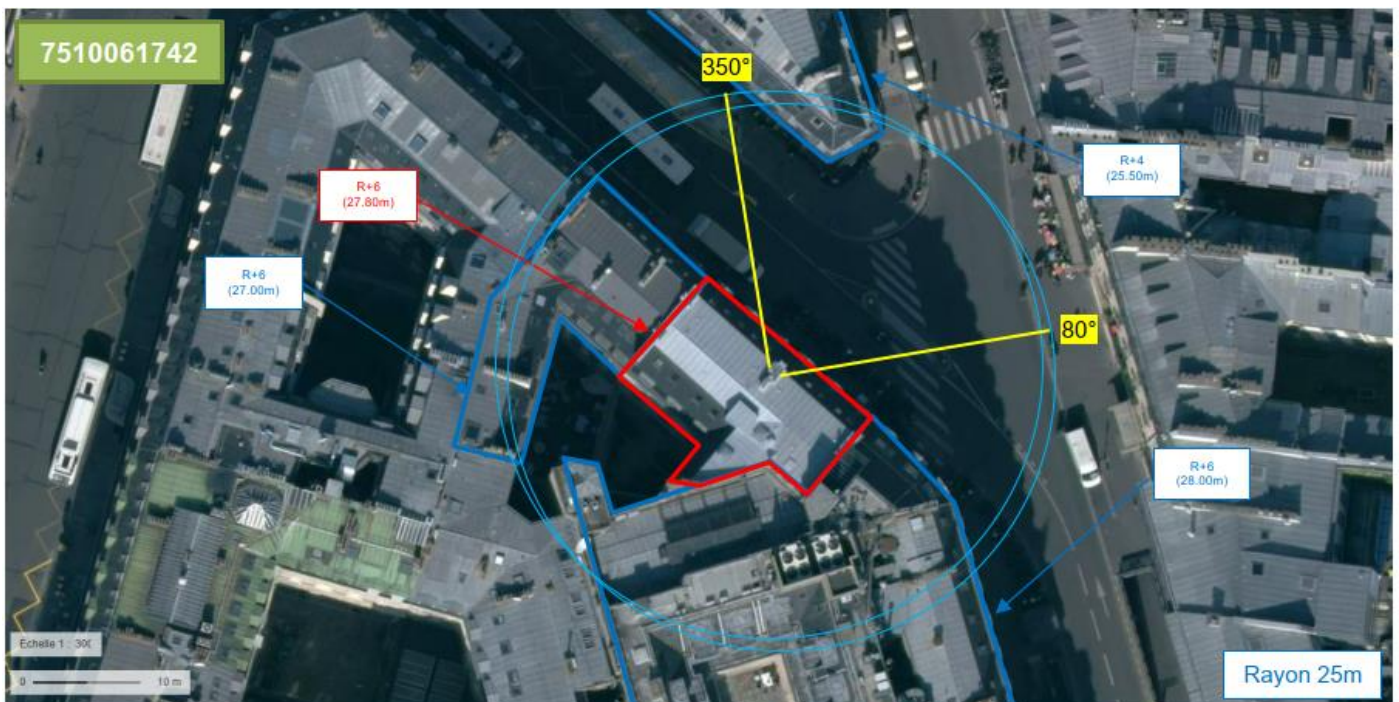 7510061742
350°
R+4
(25.50m)
R+6
(27.80m)
R+6
(27.00m)
80°
R+6
(28.00m)
Echelle 1 : 300
0
10 m
Rayon 25m